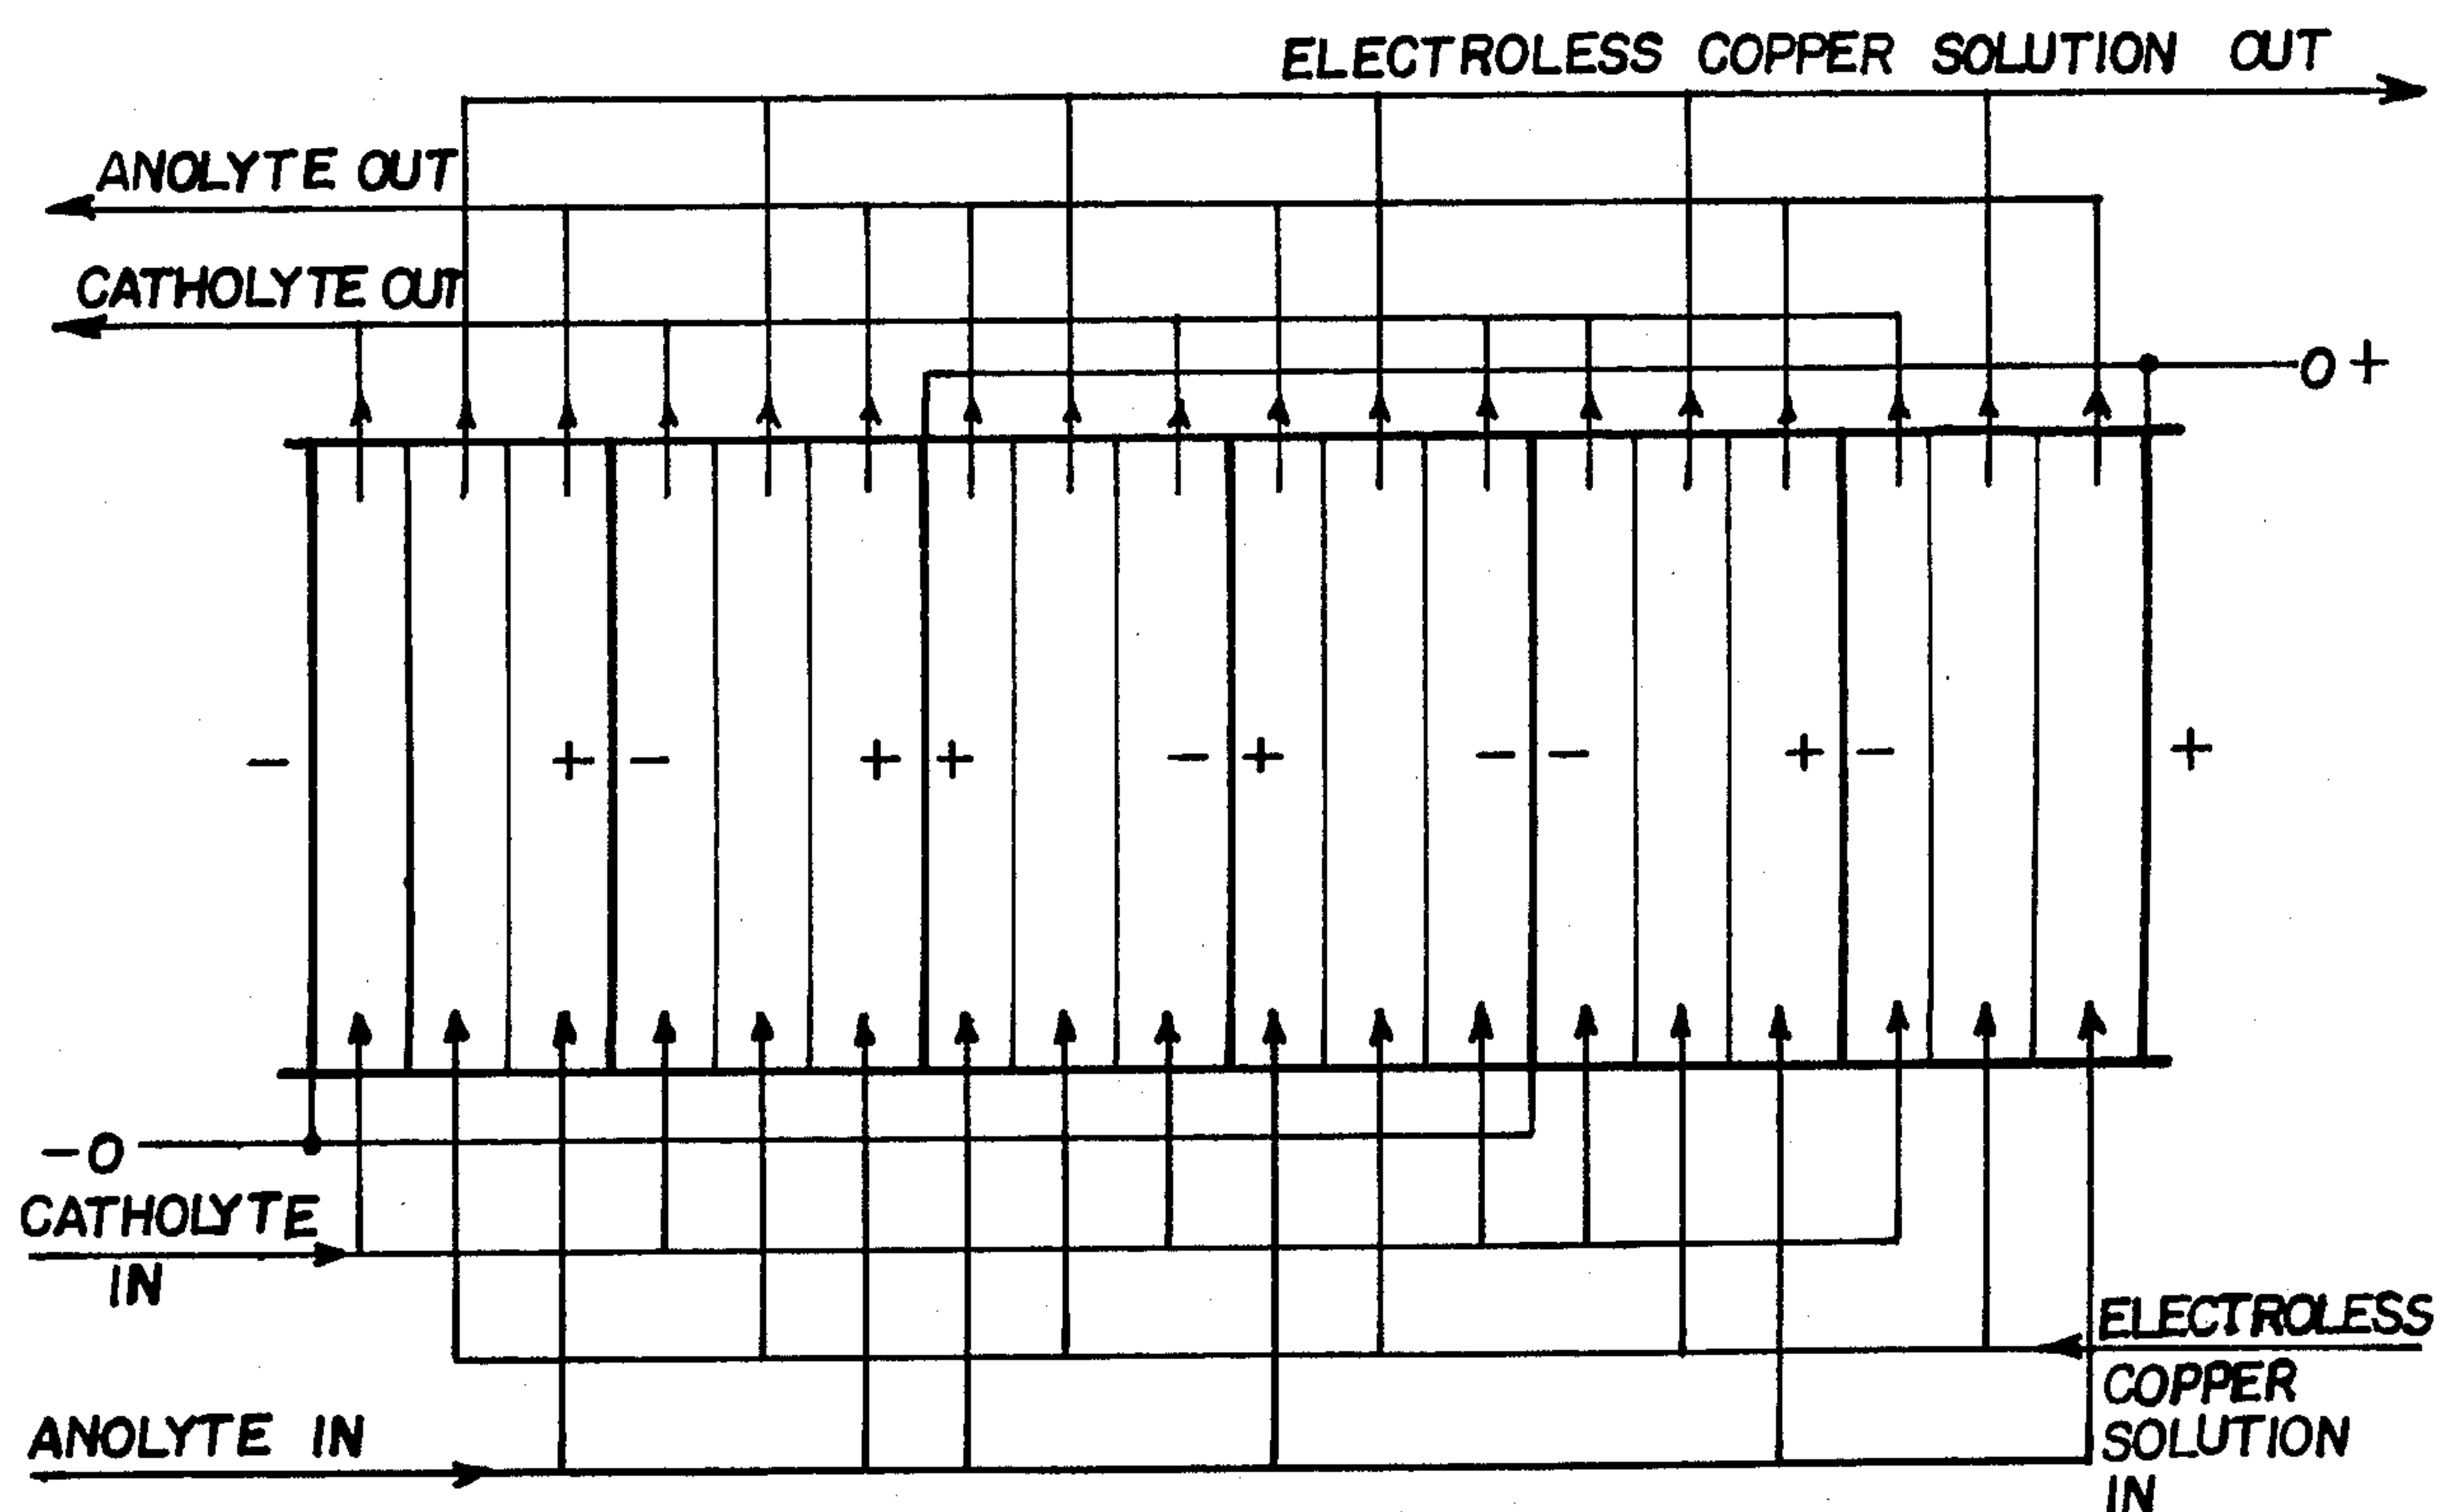 ELECTROLESS COPPER SOLUTION OUT
ANOLYTE OUT
CATHOLYTE OUT
O +
- + - + + - + - - + - +
- O
CATHOLYTE
IN
ELECTROLESS
COPPER
SOLUTION
IN
ANOLYTE IN